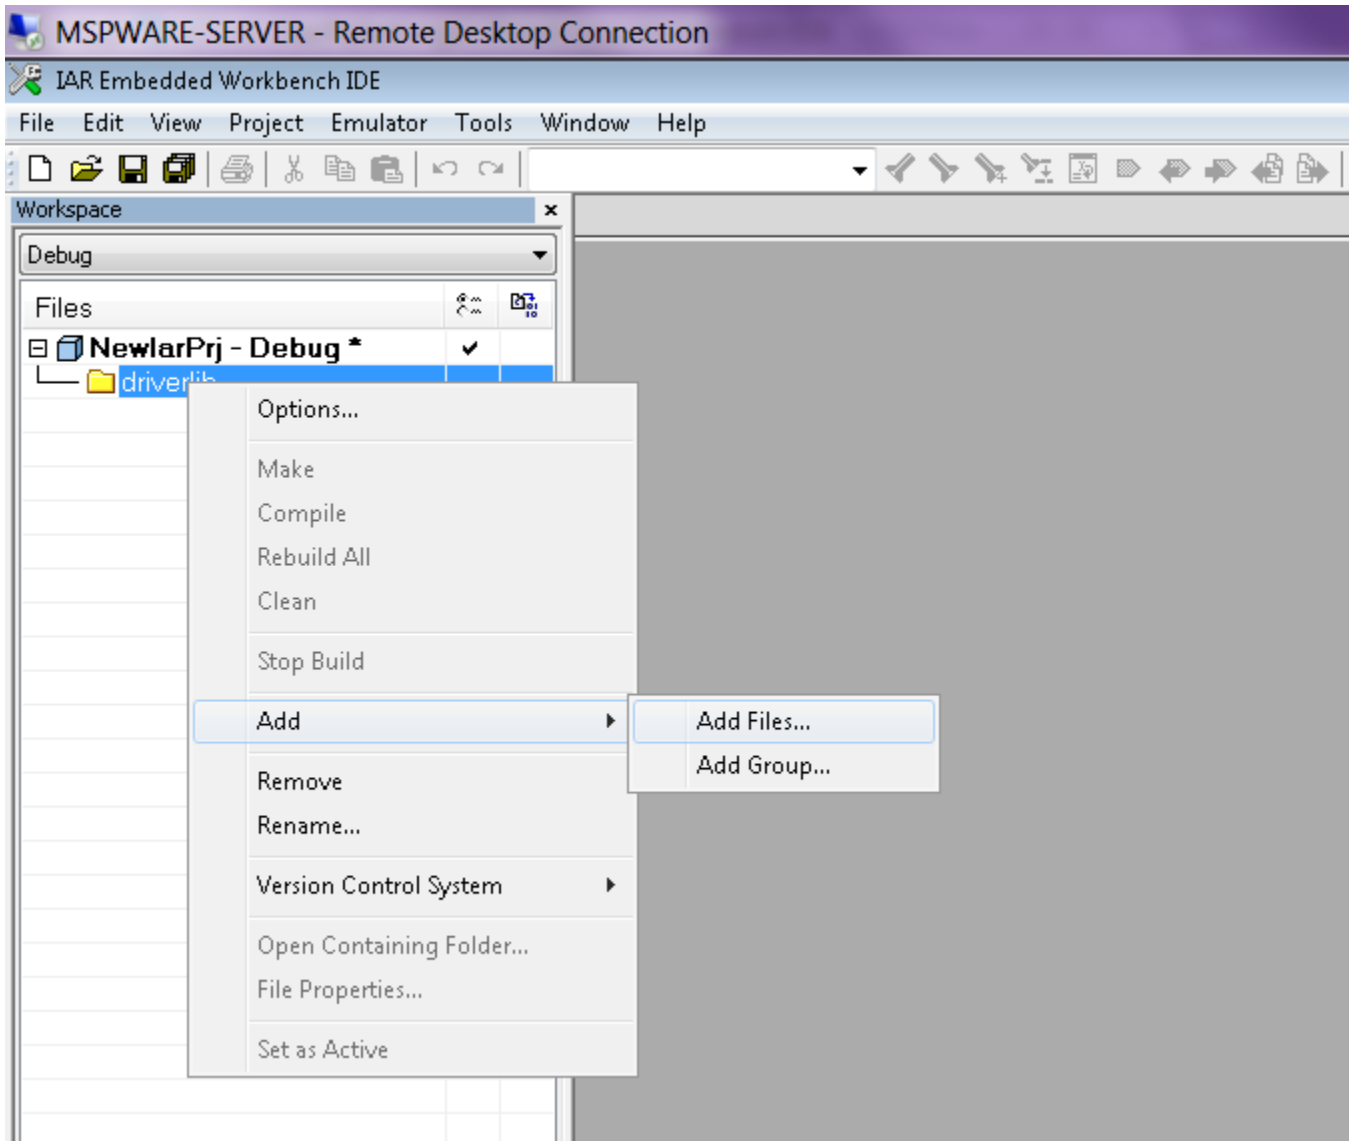 MSPWARE-SERVER - Remote Desktop Connection
IAR Embedded Workbench IDE
File Edit View Project Emulator Tools Window Help
Workspace
Debug
Files
NewIarPrj - Debug *
driverlib
Options...
Make
Compile
Rebuild All
Clean
Stop Build
Add
Add Files...
Add Group...
Remove
Rename...
Version Control System
Open Containing Folder...
File Properties...
Set as Active